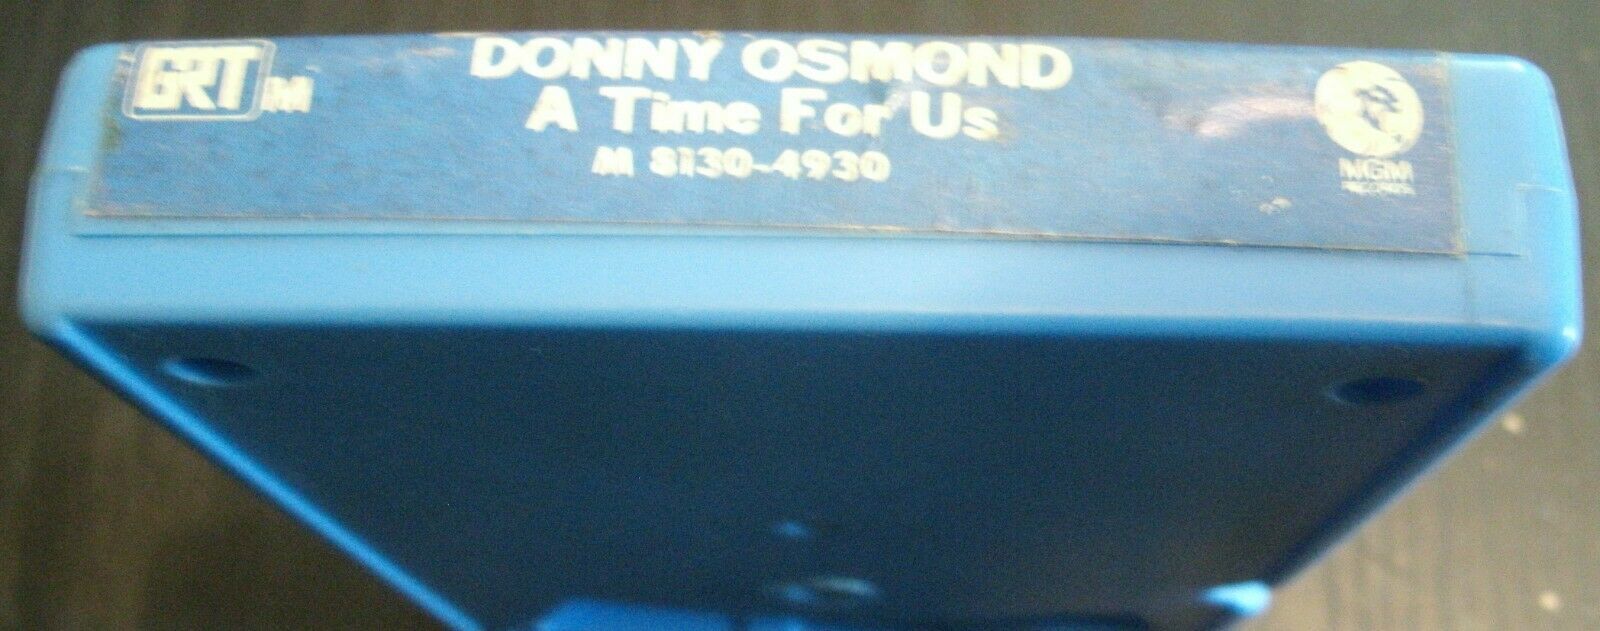 GRT M
DONNY OSMOND
A Time For Us
M 8130-4930
MGM
RECORDS